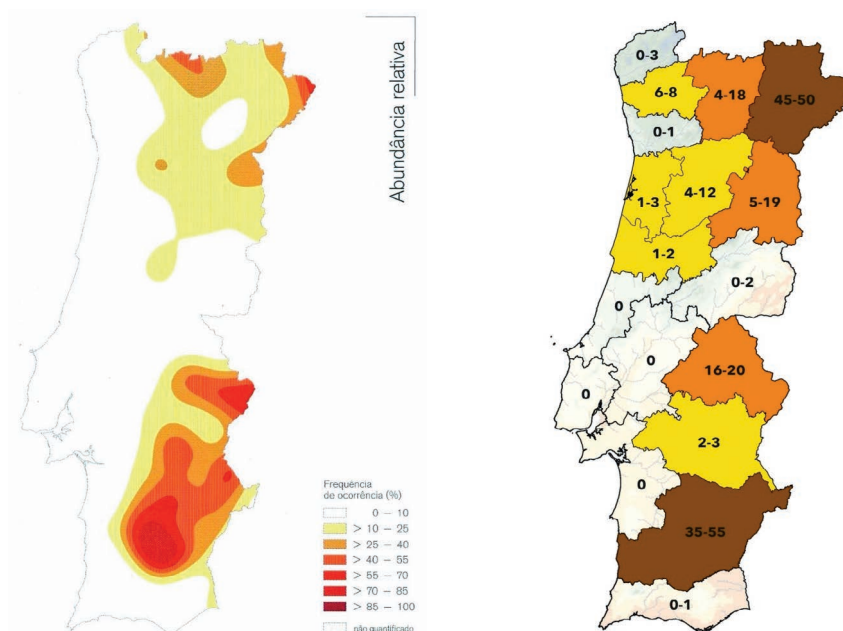 Abundância relativa
Frequência
de ocorrência (%)
0 – 10
> 10 – 25
> 25 – 40
> 40 – 55
> 55 – 70
> 70 – 85
> 85 – 100
não quantificado
0-3
6-8
4-18
45-50
0-1
1-3
4-12
5-19
1-2
0-2
0
0
16-20
0
2-3
0
35-55
0-1